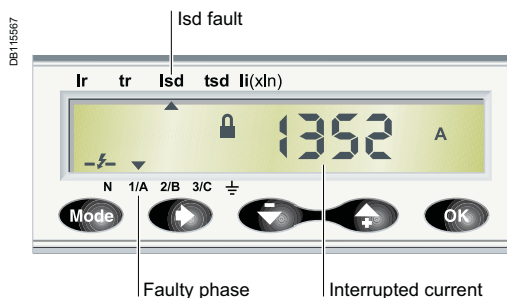 Isd fault
DB115567
Ir tr Isd tsd Ii(xIn)
1352 A
N 1/A 2/B 3/C
Mode OK
Faulty phase Interrupted current